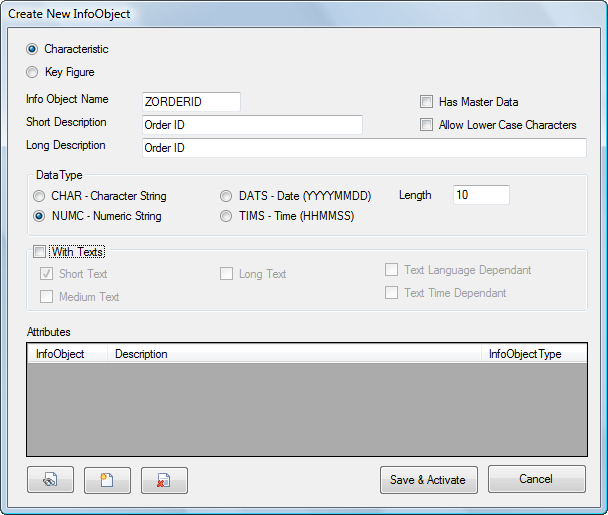 Create New InfoObject
Characteristic
Key Figure
Info Object Name ZORDERID Has Master Data
Short Description Order ID Allow Lower Case Characters
Long Description Order ID
DataType
CHAR - Character String DATS - Date (YYYYMMDD) Length 10
NUMC - Numeric String TIMS - Time (HHMMSS)
With Texts
Short Text Long Text Text Language Dependant
Medium Text Text Time Dependant
Attributes
InfoObject Description InfoObjectType
Save & Activate Cancel